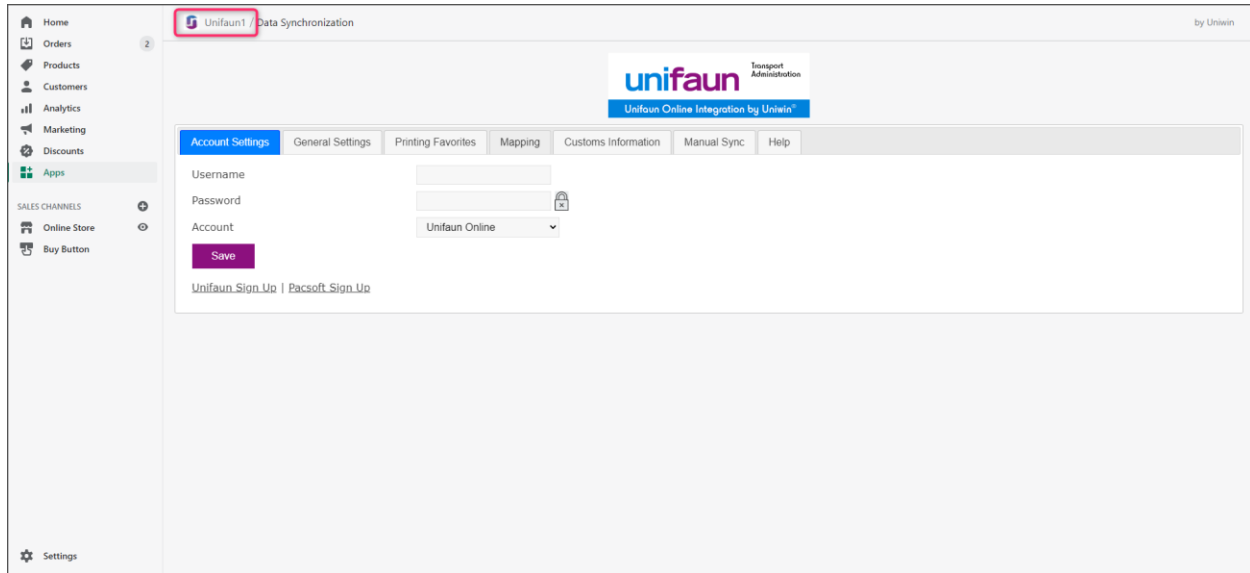 Home
Orders 2
Products
Customers
Analytics
Marketing
Discounts
Apps
SALES CHANNELS
Online Store
Buy Button
Settings
Unifaun1 / Data Synchronization
by Uniwin
unifaun Transport
Administration
Unifaun Online Integration by Uniwin®
Account Settings General Settings Printing Favorites Mapping Customs Information Manual Sync Help
Username
Password
Account Unifaun Online
Save
Unifaun Sign Up | Pacsoft Sign Up